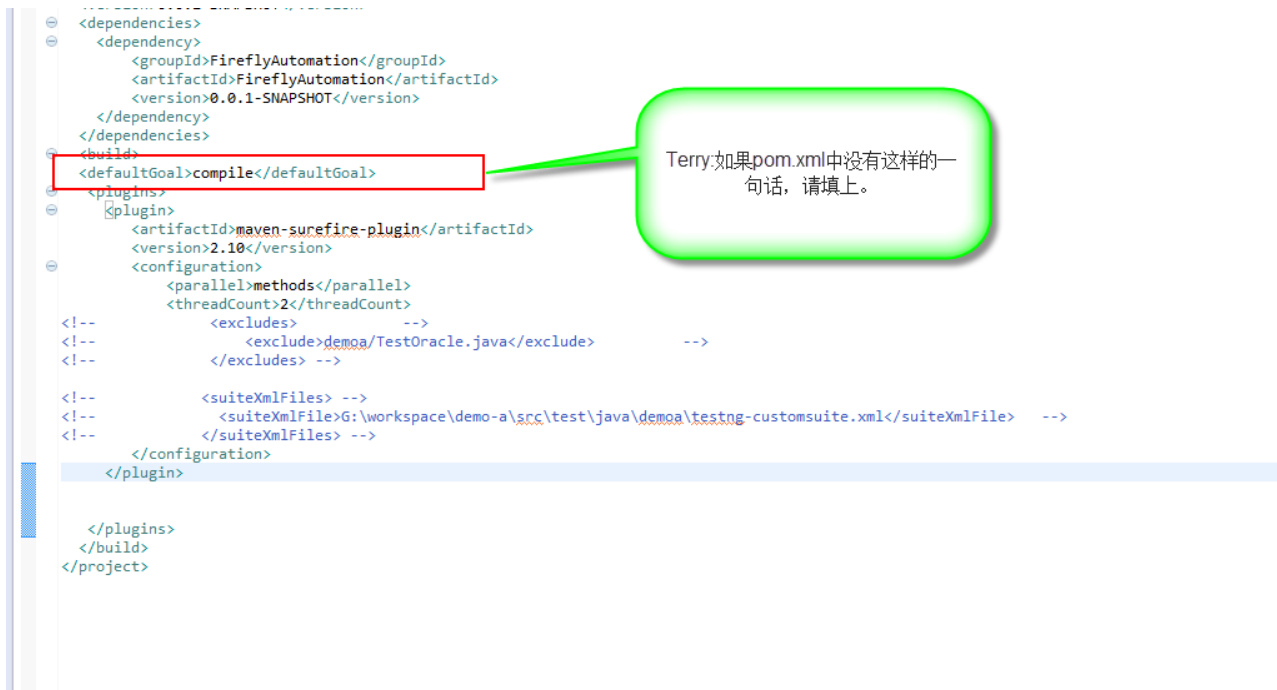 <dependencies>
<dependency>
<groupId>FireflyAutomation</groupId>
<artifactId>FireflyAutomation</artifactId>
<version>0.0.1-SNAPSHOT</version>
</dependency>
</dependencies>
<build>
<defaultGoal>compile</defaultGoal>
<plugins>
<plugin>
<artifactId>maven-surefire-plugin</artifactId>
<version>2.10</version>
<configuration>
<parallel>methods</parallel>
<threadCount>2</threadCount>
<!-- <excludes> -->
<!-- <exclude>demoa/TestOracle.java</exclude> -->
<!-- </excludes> -->
<!-- <suiteXmlFiles> -->
<!-- <suiteXmlFile>G:\workspace\demo-a\src\test\java\demoa\testng-customsuite.xml</suiteXmlFile> -->
<!-- </suiteXmlFiles> -->
</configuration>
</plugin>
</plugins>
</build>
</project>
Terry:如果pom.xml中没有这样的一
句话，请填上。